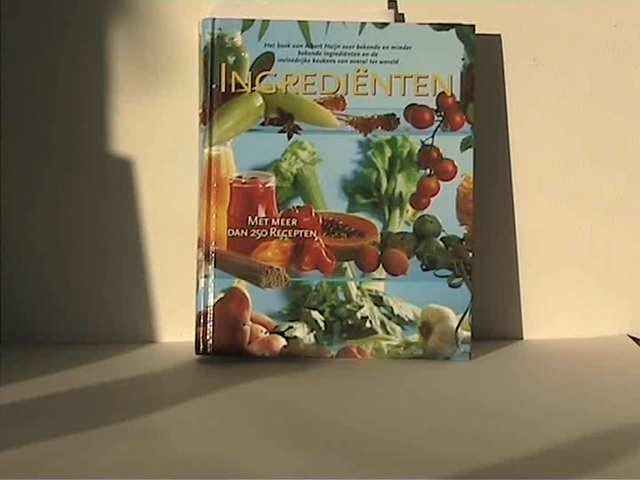 Het boek van Albert Heijn over bekende en minder
bekende ingrediënten en de
invloedrijke keukens van overal ter wereld
INGREDIËNTEN
MET MEER
DAN 250 RECEPTEN